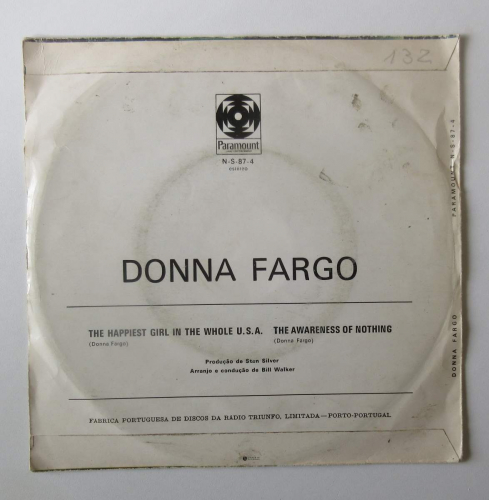 132
Paramount
N-S-87-4
DONNA FARGO
THE HAPPIEST GIRL IN THE WHOLE U.S.A.
(Donna Fargo)
THE AWARENESS OF NOTHING
(Donna Fargo)
Produção de Stan Silver
Arranjo e condução de Bill Walker
FABRICA PORTUGUESA DE DISCOS DA RADIO TRIUNFO, LIMITADA—PORTO-PORTUGAL
PARAMOUNT N-S-87-4
DONNA FARGO